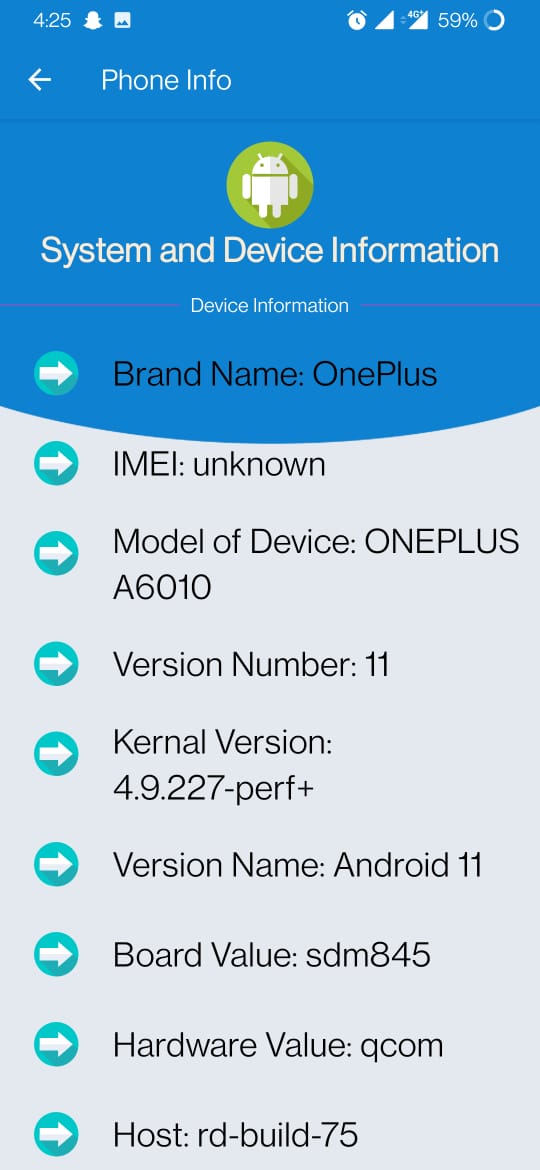 4:25 4G+ 59%
Phone Info
System and Device Information
Device Information
Brand Name: OnePlus
IMEI: unknown
Model of Device: ONEPLUS
A6010
Version Number: 11
Kernal Version:
4.9.227-perf+
Version Name: Android 11
Board Value: sdm845
Hardware Value: qcom
Host: rd-build-75